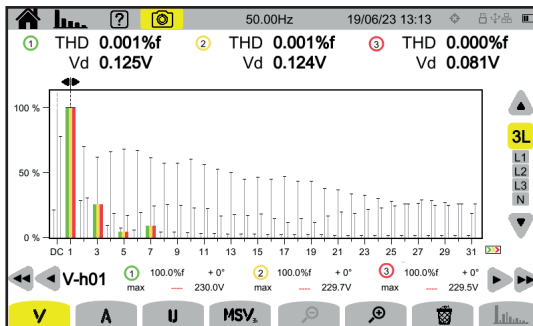 ? 50.00Hz 19/06/23 13:13
1 THD 0.001%f 2 THD 0.001%f 3 THD 0.000%f
Vd 0.125V Vd 0.124V Vd 0.081V
100 %
50 %
0 %
DC 1 3 5 7 9 11 13 15 17 19 21 23 25 27 29 31
3L
L1
L2
L3
N
V-h01 1 100.0%f + 0° 2 100.0%f + 0° 3 100.0%f + 0°
max ---- 230.0V max ---- 229.7V max ---- 229.5V
V A U MSV